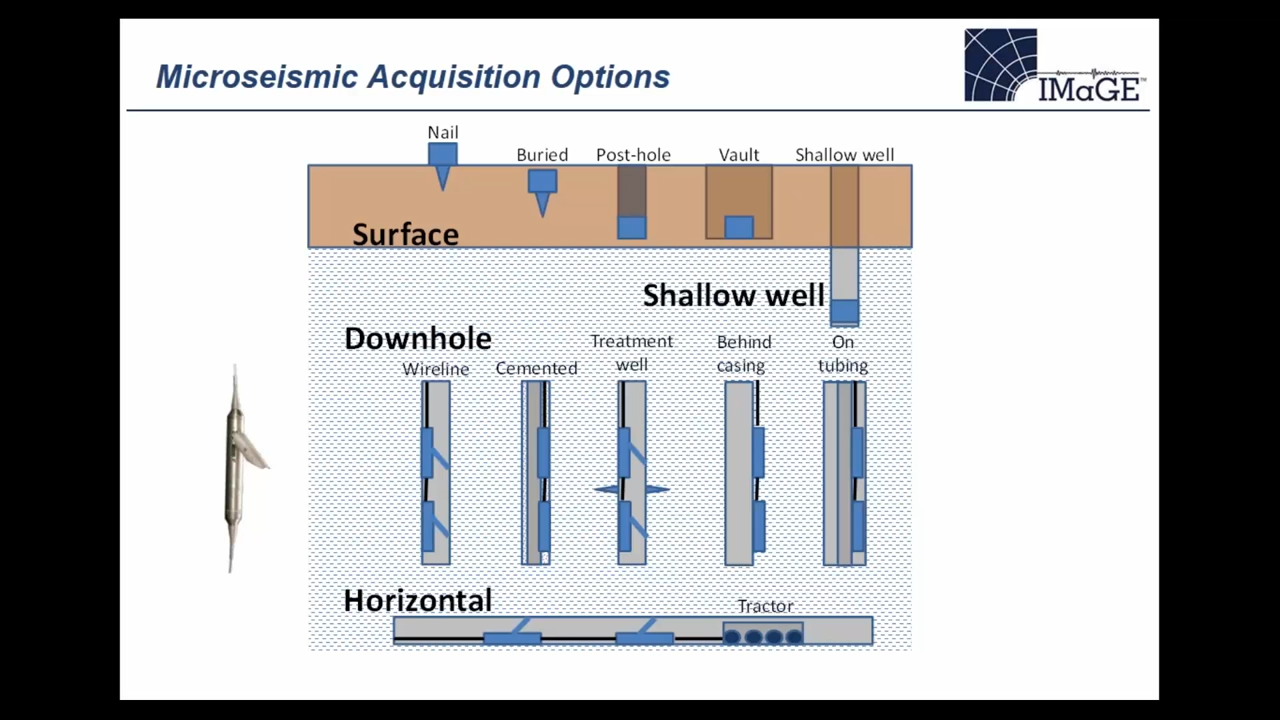 Microseismic Acquisition Options
IMaGE™
Nail
Buried
Post-hole
Vault
Shallow well
Surface
Shallow well
Downhole
Wireline
Cemented
Treatment
well
Behind
casing
On
tubing
Horizontal
Tractor